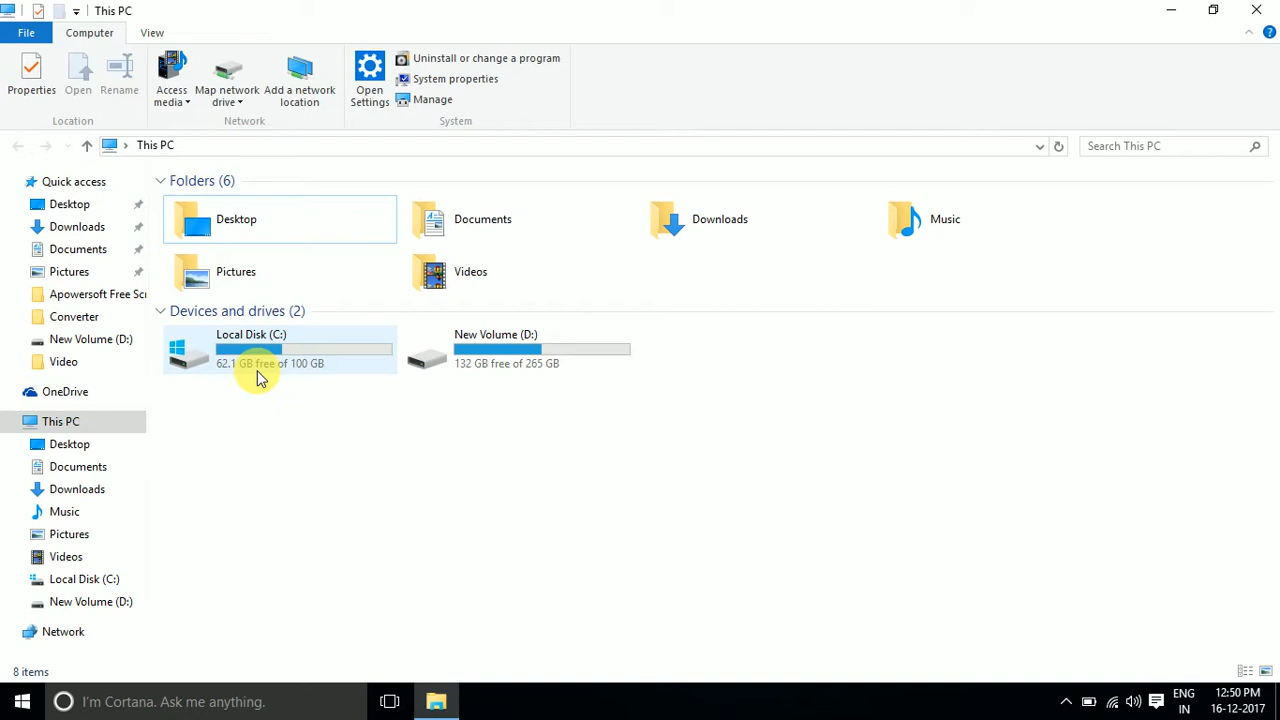 This PC
File Computer View
Properties Open Rename
Access media Map network drive Add a network location
Open Settings
Uninstall or change a program
System properties
Manage
Location Network System
This PC
Search This PC
Quick access
Desktop
Downloads
Documents
Pictures
Apowersoft Free Scr
Converter
New Volume (D:)
Video
OneDrive
This PC
Desktop
Documents
Downloads
Music
Pictures
Videos
Local Disk (C:)
New Volume (D:)
Network
Folders (6)
Desktop Documents Downloads Music
Pictures Videos
Devices and drives (2)
Local Disk (C:)
62.1 GB free of 100 GB
New Volume (D:)
132 GB free of 265 GB
8 items
I'm Cortana. Ask me anything.
ENG
IN
12:50 PM
16-12-2017